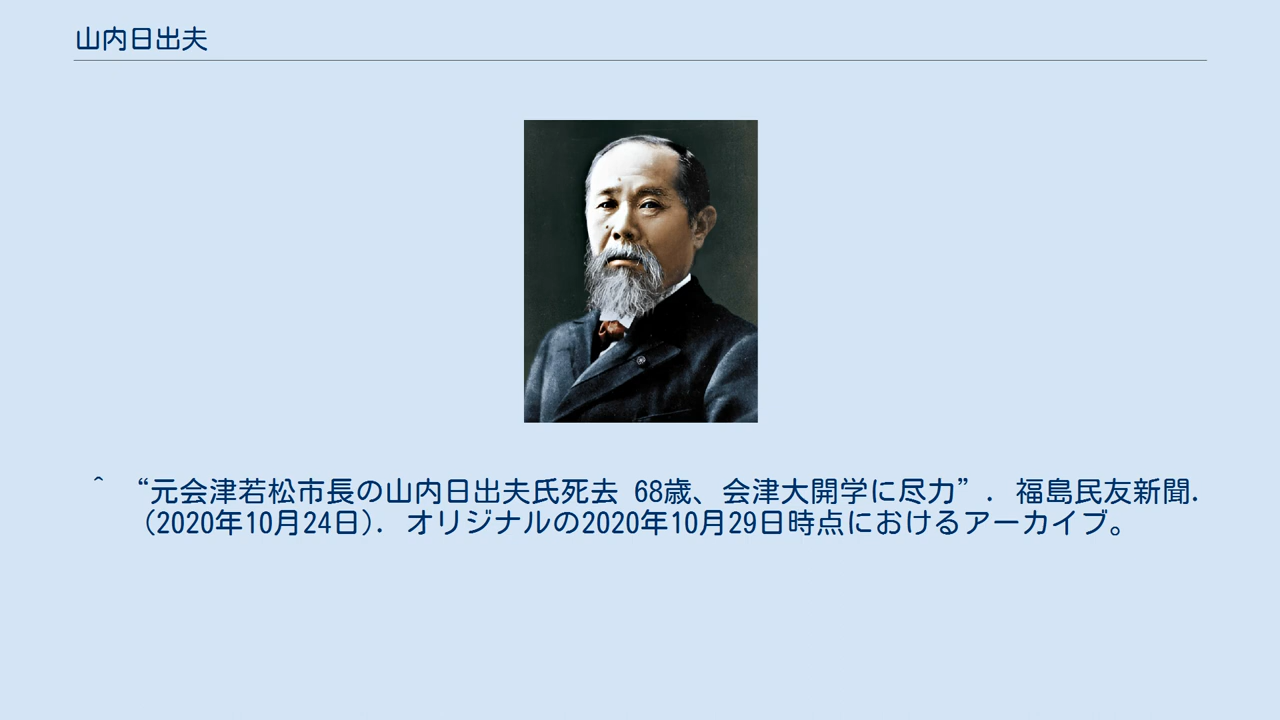 山内日出夫
^ “元会津若松市長の山内日出夫氏死去 68歳、会津大開学に尽力”. 福島民友新聞.
(2020年10月24日). オリジナルの2020年10月29日時点におけるアーカイブ。